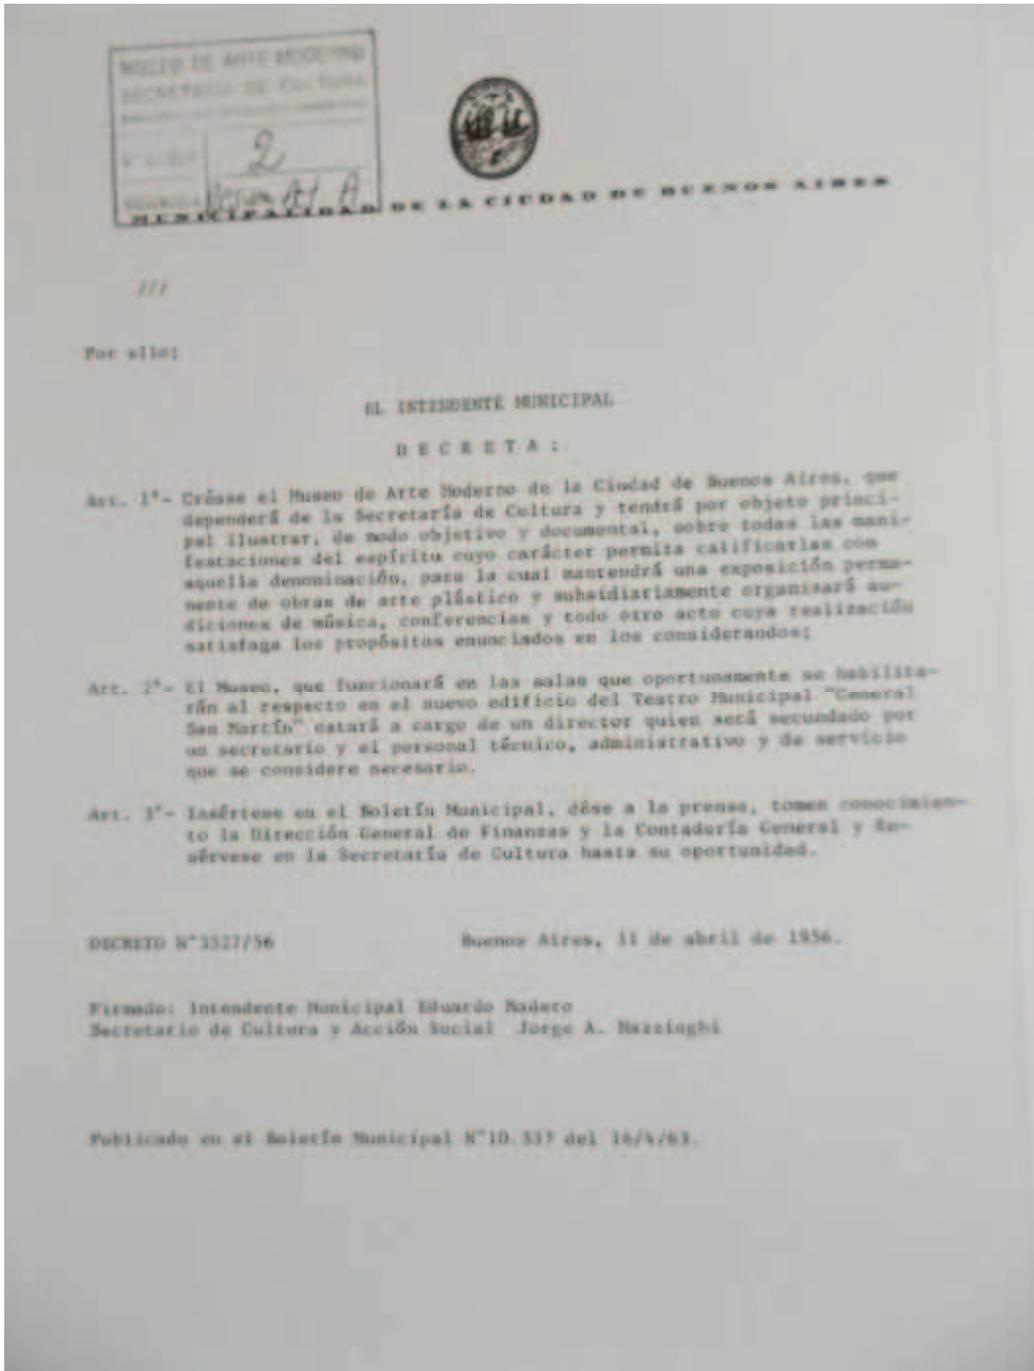 MUSEO DE ARTE MODERNO
SECRETARIA DE CULTURA
2
MUNICIPALIDAD DE LA CIUDAD DE BUENOS AIRES
///
Por ello;
EL INTENDENTE MUNICIPAL
D E C R E T A :
Art. 1°- Créase el Museo de Arte Moderno de la Ciudad de Buenos Aires, que
dependerá de la Secretaría de Cultura y tendrá por objeto princi-
pal ilustrar, de modo objetivo y documental, sobre todas las mani-
festaciones del espíritu cuyo carácter permita calificarlas con
aquella denominación, para la cual mantendrá una exposición perma-
nente de obras de arte plástico y subsidiariamente organizará au-
diciones de música, conferencias y todo otro acto cuya realización
satisfaga los propósitos enunciados en los considerandos;
Art. 2°- El Museo, que funcionará en las salas que oportunamente se habilita-
rán al respecto en el nuevo edificio del Teatro Municipal "General
San Martín" estará a cargo de un director quien será secundado por
un secretario y el personal técnico, administrativo y de servicio
que se considere necesario.
Art. 3°- Insértese en el Boletín Municipal, dése a la prensa, tomen conocimien-
to la Dirección General de Finanzas y la Contaduría General y Re-
sérvese en la Secretaría de Cultura hasta su oportunidad.
DECRETO N°3527/56 Buenos Aires, 11 de abril de 1956.
Firmado: Intendente Municipal Eduardo Madero
Secretario de Cultura y Acción Social Jorge A. Mazzinghi
Publicado en el Boletín Municipal N°10.337 del 16/4/63.